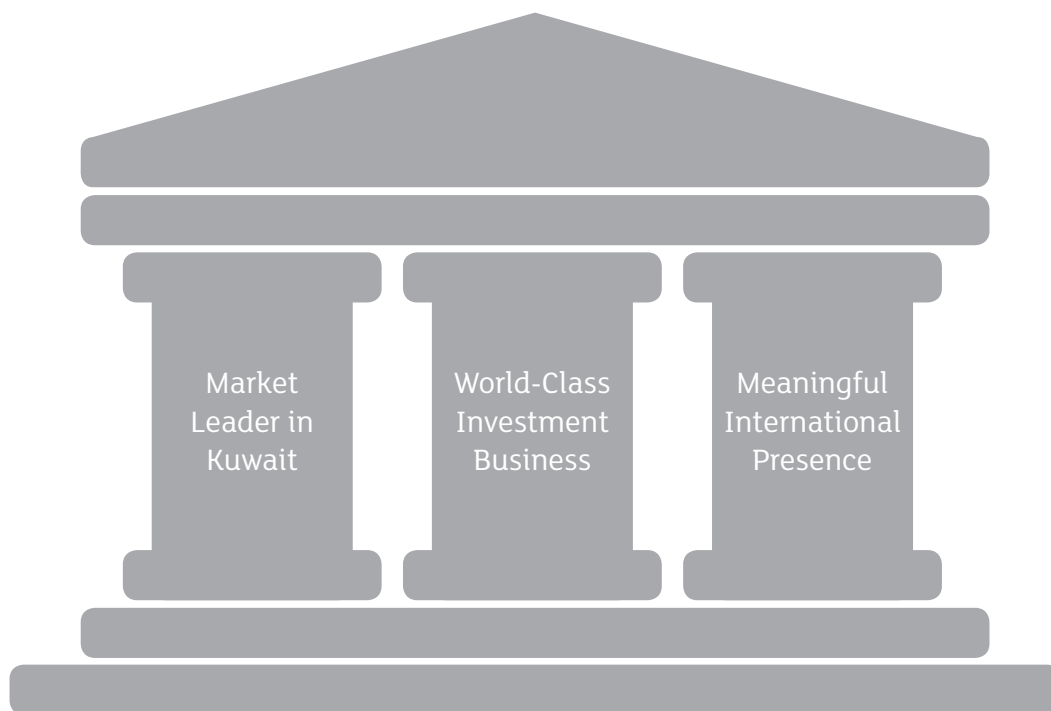 Market
Leader in
Kuwait
World-Class
Investment
Business
Meaningful
International
Presence